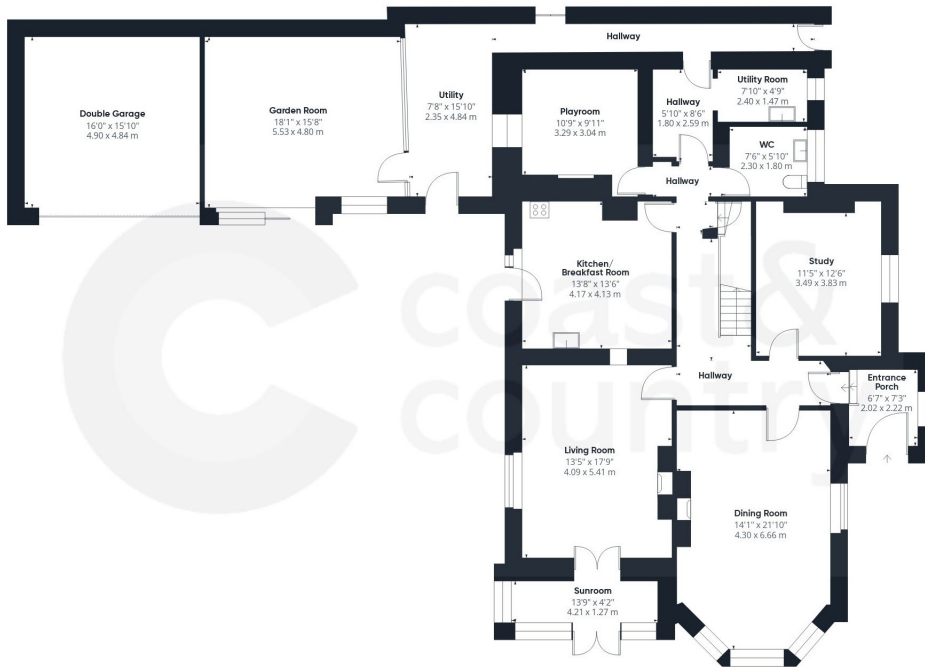 Hallway
Double Garage
16'0" x 15'10"
4.90 x 4.84 m
Garden Room
18'1" x 15'8"
5.53 x 4.80 m
Utility
7'8" x 15'10"
2.35 x 4.84 m
Playroom
10'9" x 9'11"
3.29 x 3.04 m
Hallway
5'10" x 8'6"
1.80 x 2.59 m
Utility Room
7'10" x 4'9"
2.40 x 1.47 m
WC
7'6" x 5'10"
2.30 x 1.80 m
Hallway
Kitchen/
Breakfast Room
13'8" x 13'6"
4.17 x 4.13 m
Study
11'5" x 12'6"
3.49 x 3.83 m
Hallway
Entrance
Porch
6'7" x 7'3"
2.02 x 2.22 m
Living Room
13'5" x 17'9"
4.09 x 5.41 m
Dining Room
14'1" x 21'10"
4.30 x 6.66 m
Sunroom
13'9" x 4'2"
4.21 x 1.27 m
coast &
country